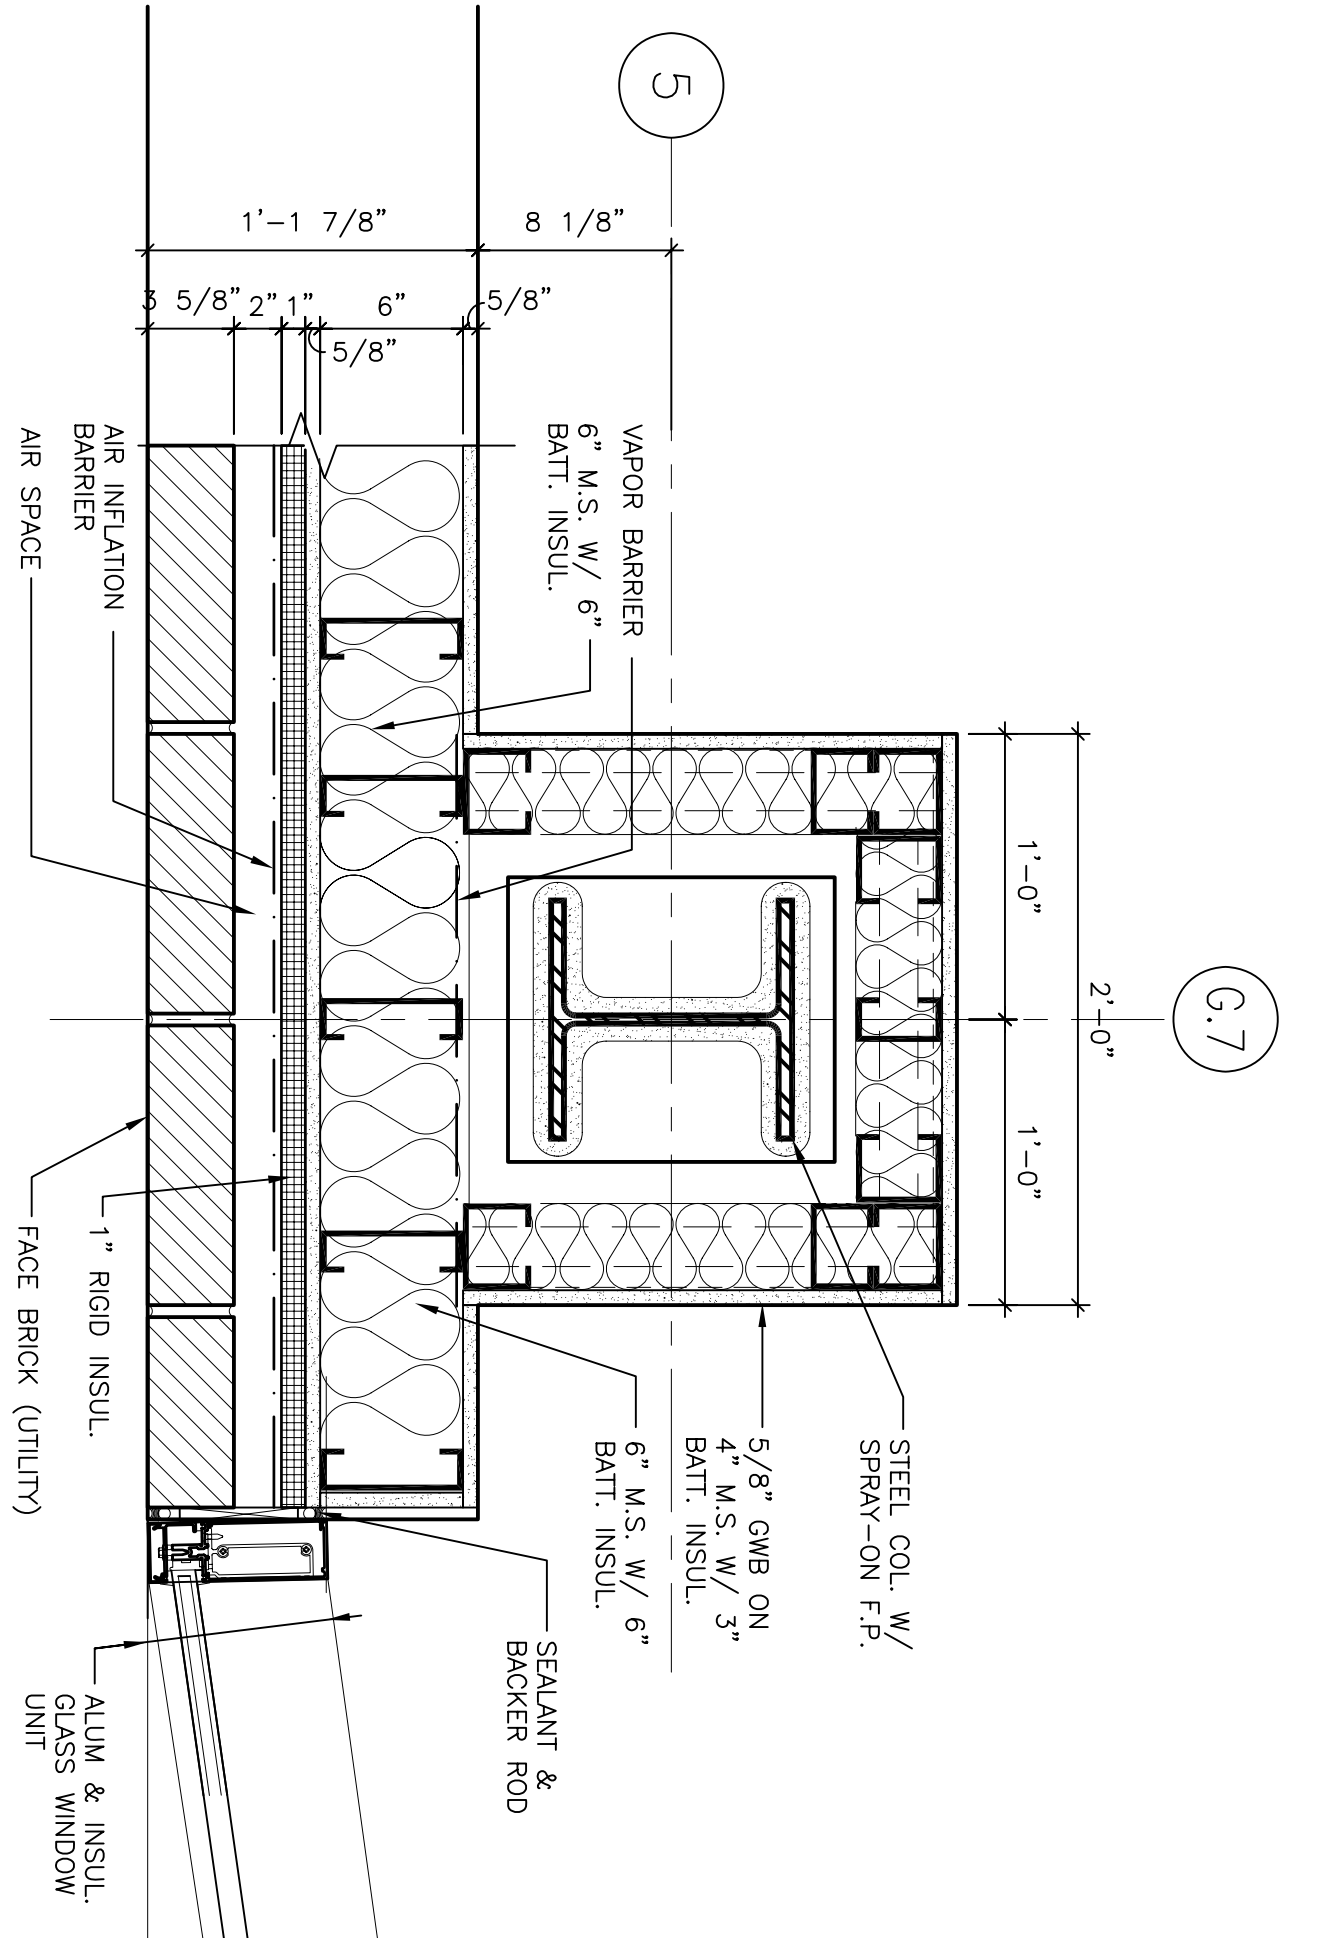 5
G.7
1'-1 7/8"
8 1/8"
3 5/8"
2"
1"
5/8"
6"
5/8"
2'-0"
1'-0"
1'-0"
VAPOR BARRIER
6" M.S. W/ 6"
BATT. INSUL.
AIR INFLATION
BARRIER
AIR SPACE
STEEL COL. W/
SPRAY-ON F.P.
5/8" GWB ON
4" M.S. W/ 3"
BATT. INSUL.
6" M.S. W/ 6"
BATT. INSUL.
SEALANT &
BACKER ROD
1" RIGID INSUL.
FACE BRICK (UTILITY)
ALUM & INSUL.
GLASS WINDOW
UNIT